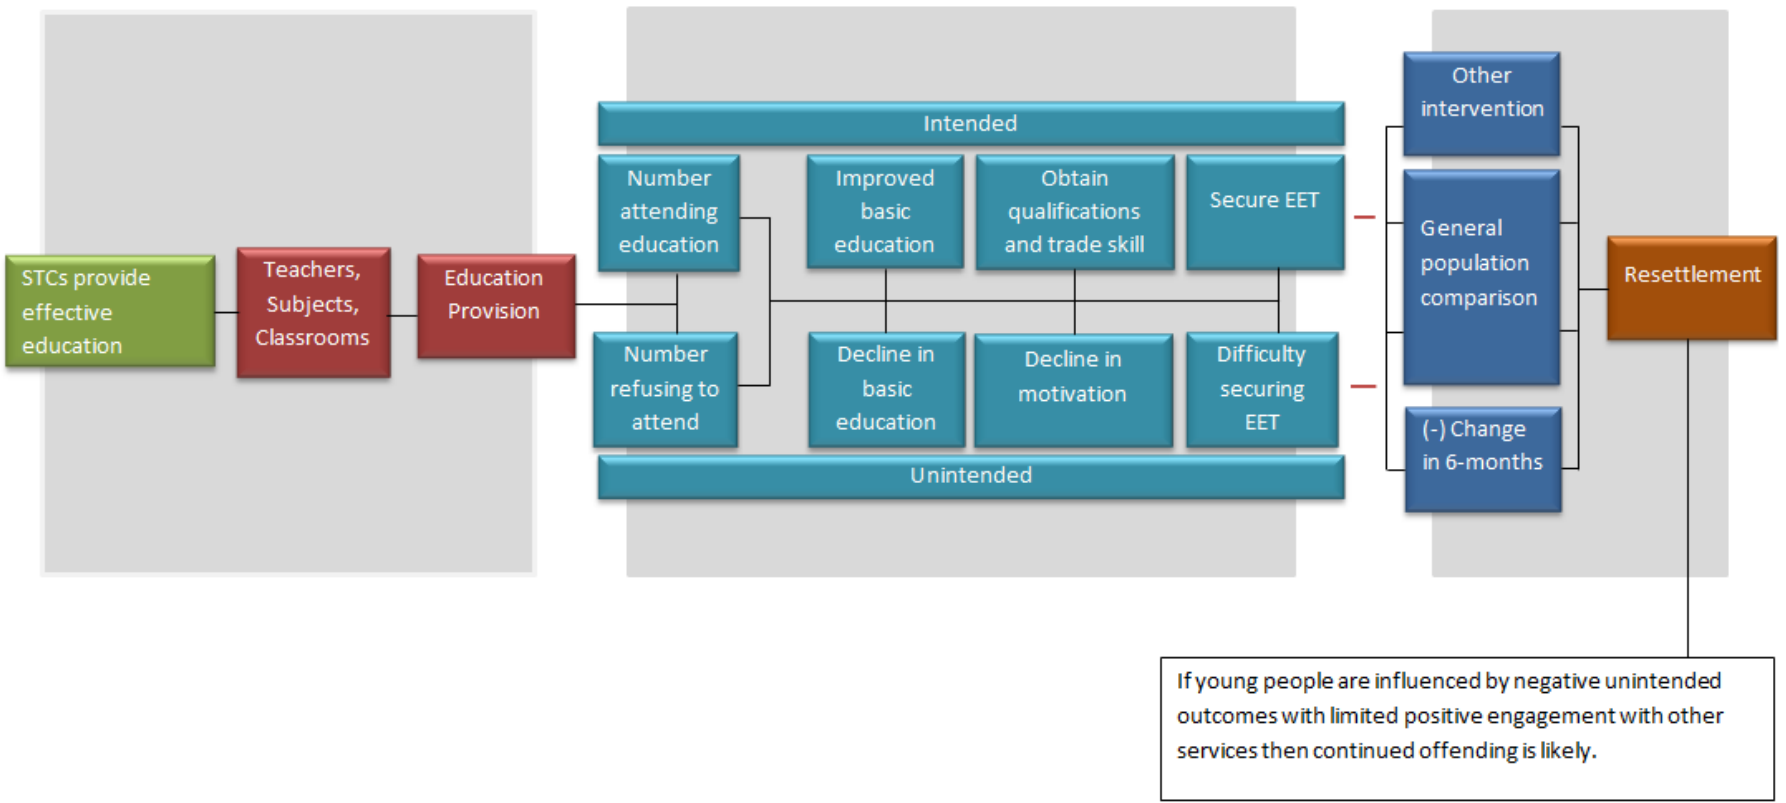 STCs provide
effective
education
Teachers,
Subjects,
Classrooms
Education
Provision
Intended
Number
attending
education
Improved
basic
education
Obtain
qualifications
and trade skill
Secure EET
Number
refusing to
attend
Decline in
basic
education
Decline in
motivation
Difficulty
securing
EET
Unintended
Other
intervention
General
population
comparison
(-) Change
in 6-months
Resettlement
If young people are influenced by negative unintended
outcomes with limited positive engagement with other
services then continued offending is likely.